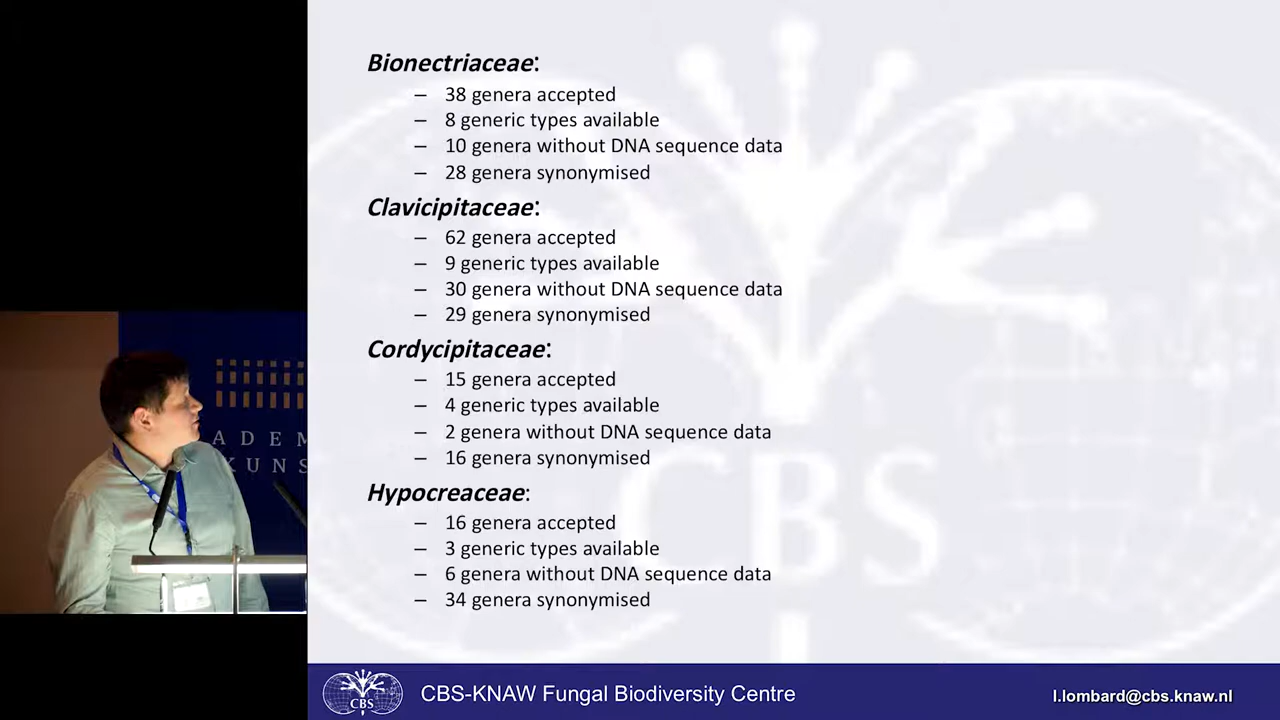 Bionectriaceae:
– 38 genera accepted
– 8 generic types available
– 10 genera without DNA sequence data
– 28 genera synonymised
Clavicipitaceae:
– 62 genera accepted
– 9 generic types available
– 30 genera without DNA sequence data
– 29 genera synonymised
Cordycipitaceae:
– 15 genera accepted
– 4 generic types available
– 2 genera without DNA sequence data
– 16 genera synonymised
Hypocreaceae:
– 16 genera accepted
– 3 generic types available
– 6 genera without DNA sequence data
– 34 genera synonymised
CBS
ADEM
KUNS
CBS
CBS-KNAW Fungal Biodiversity Centre
l.lombard@cbs.knaw.nl